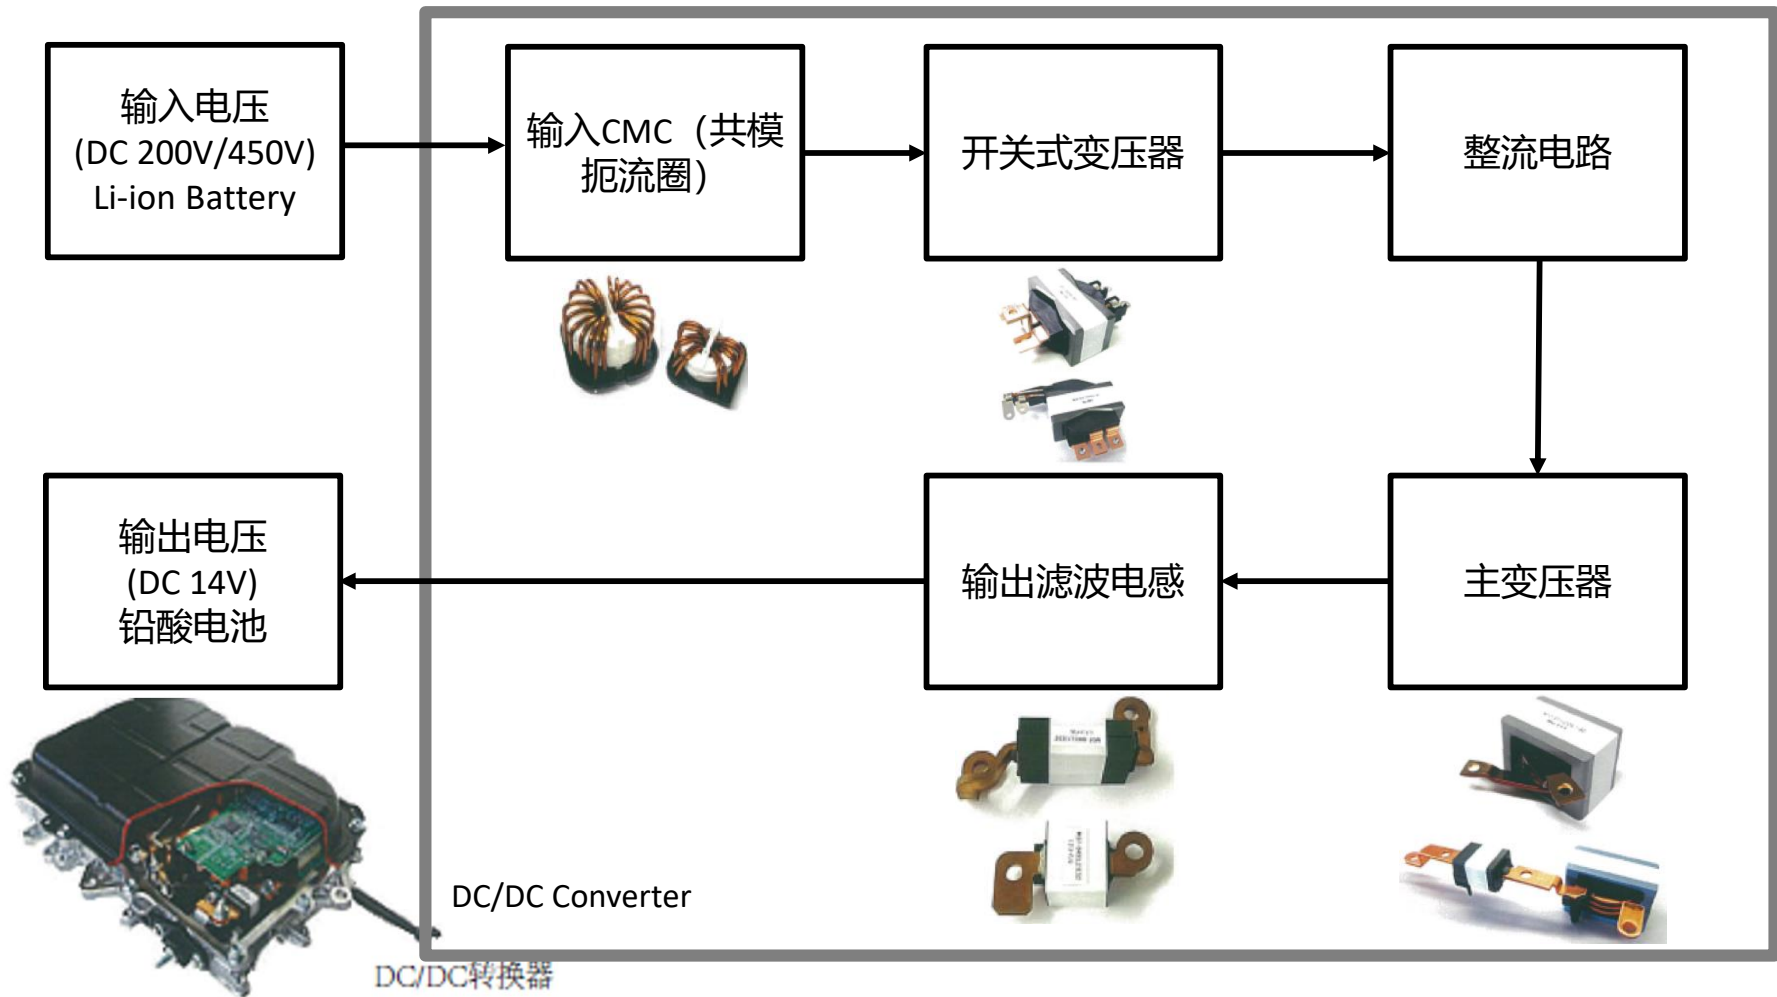 输入电压
(DC 200V/450V)
Li-ion Battery
输入CMC（共模
扼流圈）
开关式变压器
整流电路
输出电压
(DC 14V)
铅酸电池
输出滤波电感
主变压器
DC/DC Converter
DC/DC转换器